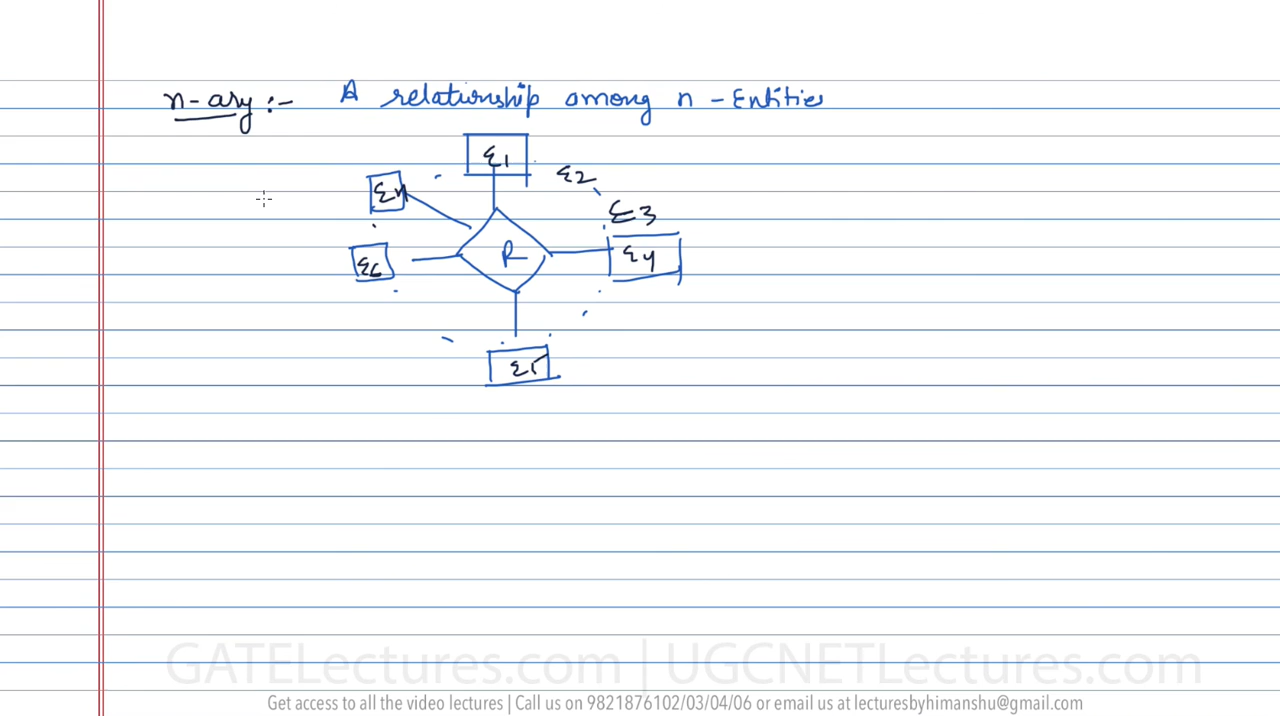 n-ary :- A relationship among n-Entities
E1
E2
En
E3
R
E4
E6
E5
GATELectures.com | UGCNETLectures.com
Get access to all the video lectures | Call us on 9821876102/03/04/06 or email us at lecturesbyhimanshu@gmail.com